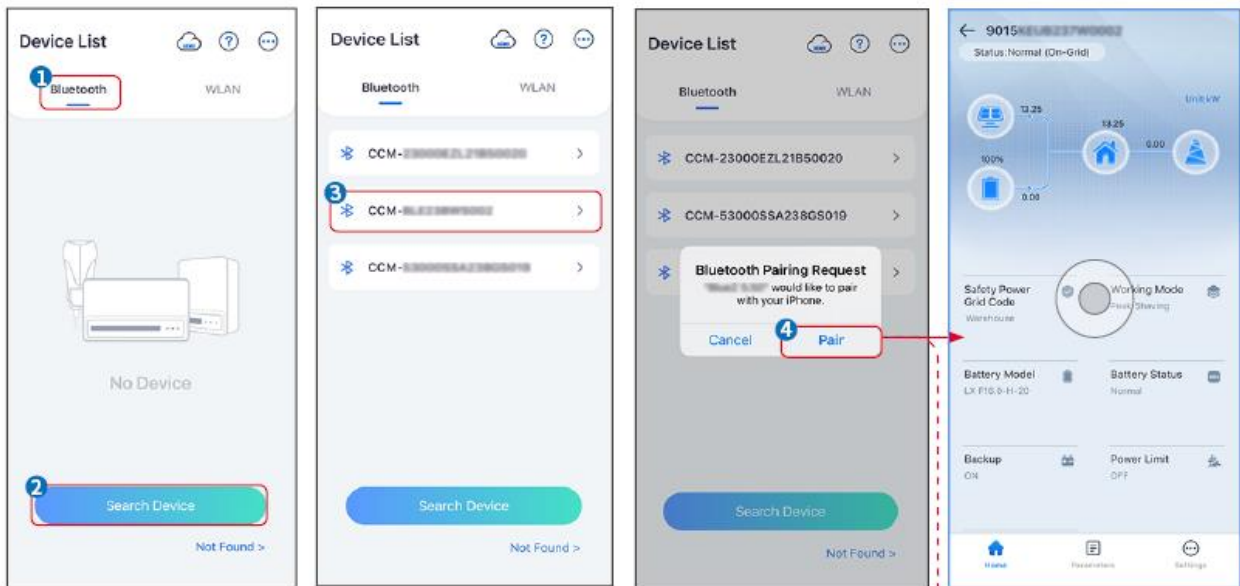 Device List
1
Bluetooth
WLAN
No Device
2
Search Device
Not Found >
Device List
Bluetooth
WLAN
CCM-
3
CCM-
CCM-
Search Device
Not Found >
Device List
Bluetooth
WLAN
CCM-23000EZL21B50020
CCM-53000SSA238GS019
Bluetooth Pairing Request
would like to pair
with your iPhone.
4
Cancel
Pair
Search Device
Not Found >
9015
Status:Normal (On-Grid)
Unit:kW
13.25
13.25
0.00
100%
0.00
Safety Power
Grid Code
Warehouse
Working Mode
Peak Shaving
Battery Model
LX F16.0-H-20
Battery Status
Normal
Backup
ON
Power Limit
OFF
Home
Parameters
Settings